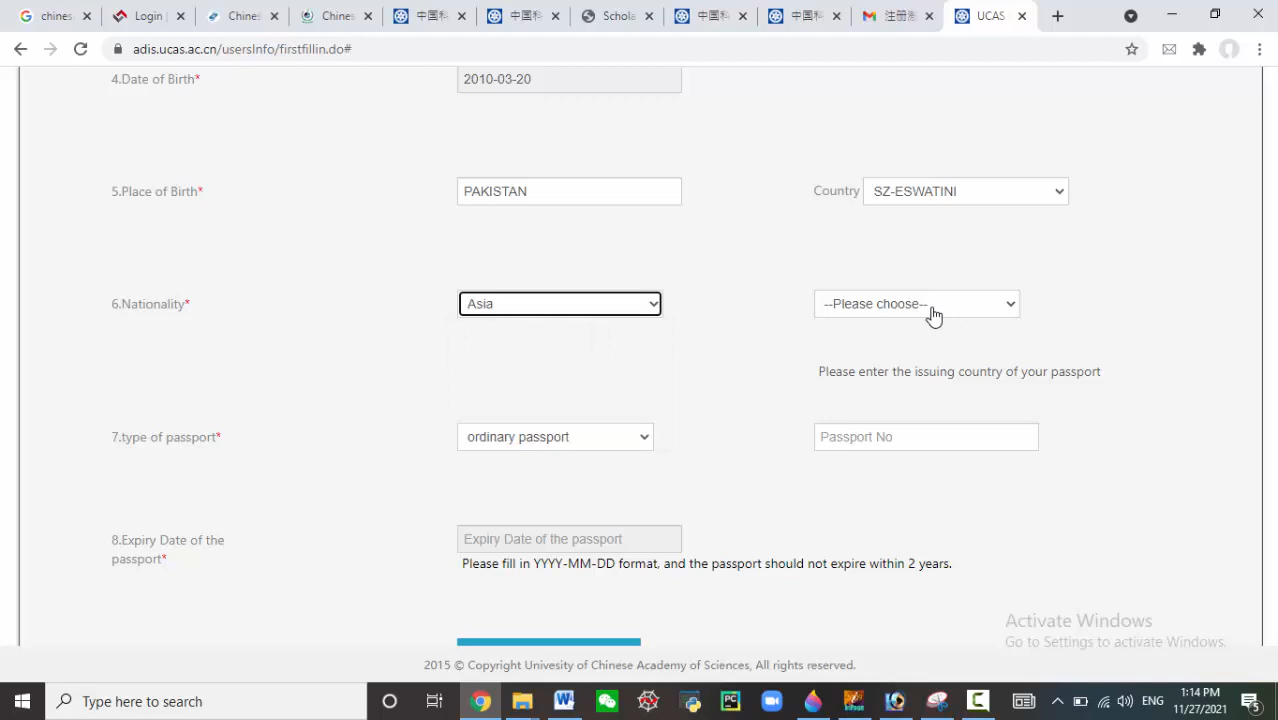 chines
Login |
Chines
Chines
中国科
中国科
Schola
中国科
中国科
注册激
UCAS
adis.ucas.ac.cn/usersInfo/firstfillin.do#
4.Date of Birth*
2010-03-20
5.Place of Birth*
PAKISTAN
Country
SZ-ESWATINI
6.Nationality*
Asia
--Please choose--
Please enter the issuing country of your passport
7.type of passport*
ordinary passport
Passport No
8.Expiry Date of the
passport*
Expiry Date of the passport
Please fill in YYYY-MM-DD format, and the passport should not expire within 2 years.
Activate Windows
Go to Settings to activate Windows.
2015 © Copyright Univesity of Chinese Academy of Sciences, All rights reserved.
Type here to search
ENG
1:14 PM
11/27/2021
5